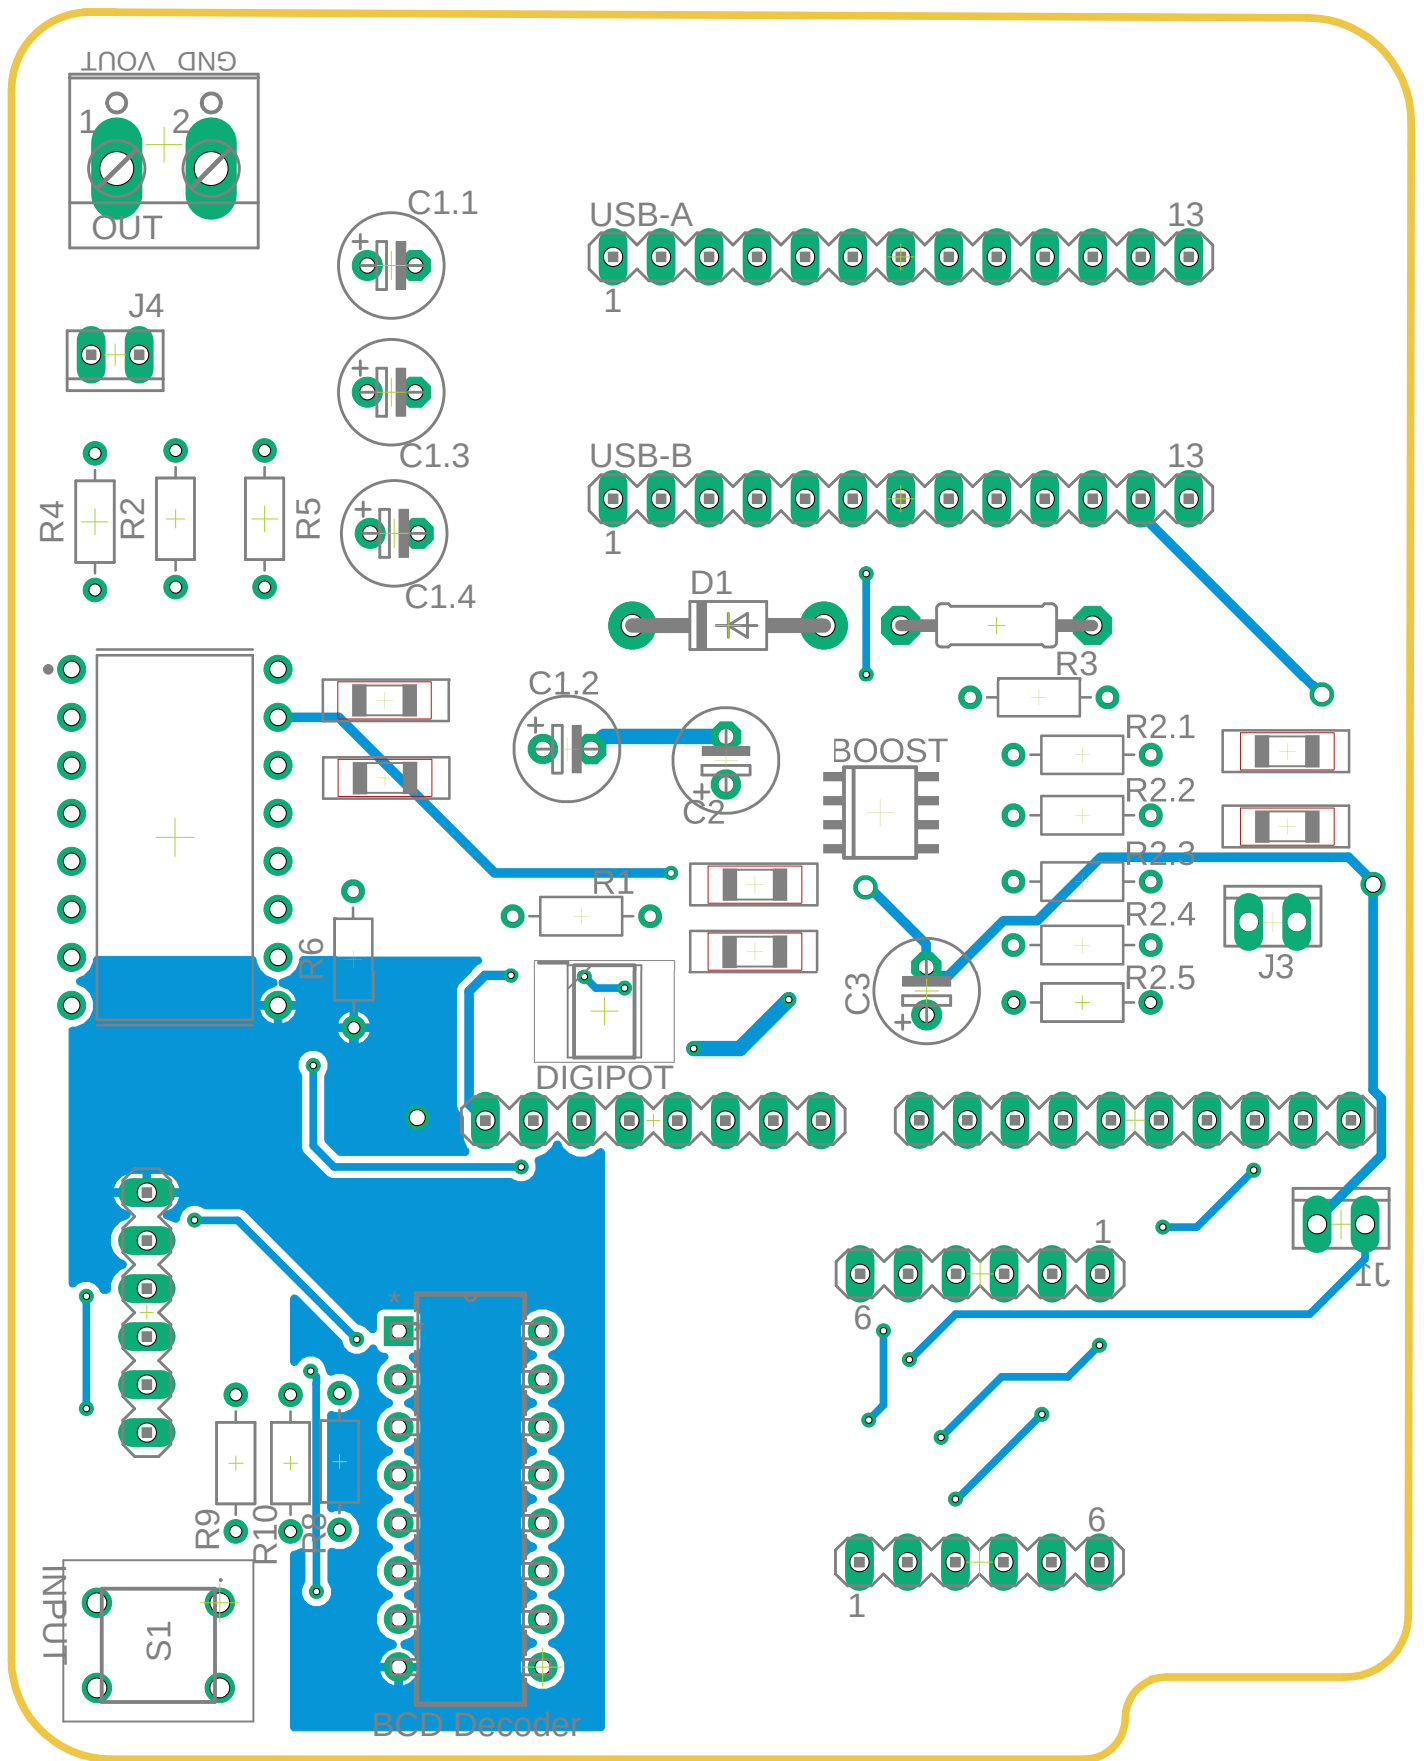 VOUT GND
1 2
OUT
C1.1
USB-A 13
1
J4
C1.3
USB-B 13
1
R4 R2 R5
C1.4
D1
R3
C1.2
R2.1
BOOST
R2.2
C2
R2.3
R1
R2.4
R6
J3
R2.5
C3
DIGIPOT
1
J1
6
*
R9 R10 R8
6
1
INPUT
S1
BCD Decoder